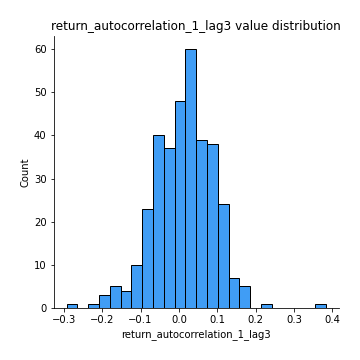 return_autocorrelation_1_lag3 value distribution
60
50
40
30
20
10
0
Count
−0.3 −0.2 −0.1 0.0 0.1 0.2 0.3 0.4
return_autocorrelation_1_lag3